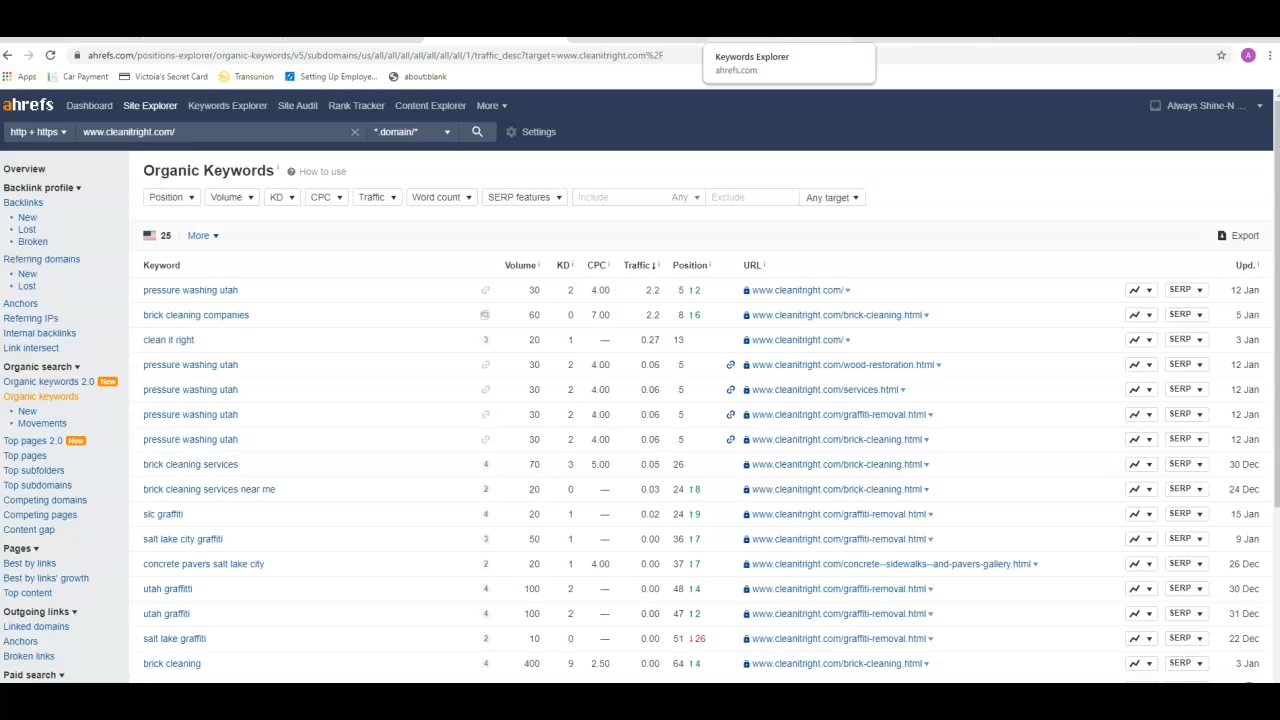 Keywords Explorer
ahrefs.com
ahrefs.com/positions-explorer/organic-keywords/v5/subdomains/us/all/all/all/all/all/all/all/1/traffic_desc?target=www.cleanitright.com%2F
A
Apps Car Payment Victoria's Secret Card Transunion Setting Up Employe... about:blank
ahrefs Dashboard Site Explorer Keywords Explorer Site Audit Rank Tracker Content Explorer More Always Shine-N ...
http + https www.cleanitright.com/ *.domain/* Settings
Overview
Backlink profile
Backlinks
New
Lost
Broken
Referring domains
New
Lost
Anchors
Referring IPs
Internal backlinks
Link intersect
Organic search
Organic keywords 2.0 New
Organic keywords
New
Movements
Top pages 2.0 New
Top pages
Top subfolders
Top subdomains
Competing domains
Competing pages
Content gap
Pages
Best by links
Best by links' growth
Top content
Outgoing links
Linked domains
Anchors
Broken links
Paid search
Organic Keywords i ? How to use
Position Volume KD CPC Traffic Word count SERP features Include Any Exclude Any target
25 More Export
Keyword Volume KD CPC Traffic Position URL Upd.
pressure washing utah 30 2 4.00 2.2 5 ↑2 www.cleanitright.com/ SERP 12 Jan
brick cleaning companies 60 0 7.00 2.2 8 ↑6 www.cleanitright.com/brick-cleaning.html SERP 5 Jan
clean it right 3 20 1 — 0.27 13 www.cleanitright.com/ SERP 3 Jan
pressure washing utah 30 2 4.00 0.06 5 www.cleanitright.com/wood-restoration.html SERP 12 Jan
pressure washing utah 30 2 4.00 0.06 5 www.cleanitright.com/services.html SERP 12 Jan
pressure washing utah 30 2 4.00 0.06 5 www.cleanitright.com/graffiti-removal.html SERP 12 Jan
pressure washing utah 30 2 4.00 0.06 5 www.cleanitright.com/brick-cleaning.html SERP 12 Jan
brick cleaning services 4 70 3 5.00 0.05 26 www.cleanitright.com/brick-cleaning.html SERP 30 Dec
brick cleaning services near me 2 20 0 — 0.03 24 ↑8 www.cleanitright.com/brick-cleaning.html SERP 24 Dec
slc graffiti 4 20 1 — 0.02 24 ↑9 www.cleanitright.com/graffiti-removal.html SERP 15 Jan
salt lake city graffiti 3 50 1 — 0.00 36 ↑7 www.cleanitright.com/graffiti-removal.html SERP 9 Jan
concrete pavers salt lake city 2 20 1 4.00 0.00 37 ↑7 www.cleanitright.com/concrete--sidewalks--and-pavers-gallery.html SERP 26 Dec
utah graffitti 4 100 2 — 0.00 48 ↑4 www.cleanitright.com/graffiti-removal.html SERP 30 Dec
utah graffiti 4 100 2 — 0.00 47 ↑2 www.cleanitright.com/graffiti-removal.html SERP 31 Dec
salt lake graffiti 2 10 0 — 0.00 51 ↓26 www.cleanitright.com/graffiti-removal.html SERP 22 Dec
brick cleaning 4 400 9 2.50 0.00 64 ↑4 www.cleanitright.com/brick-cleaning.html SERP 3 Jan